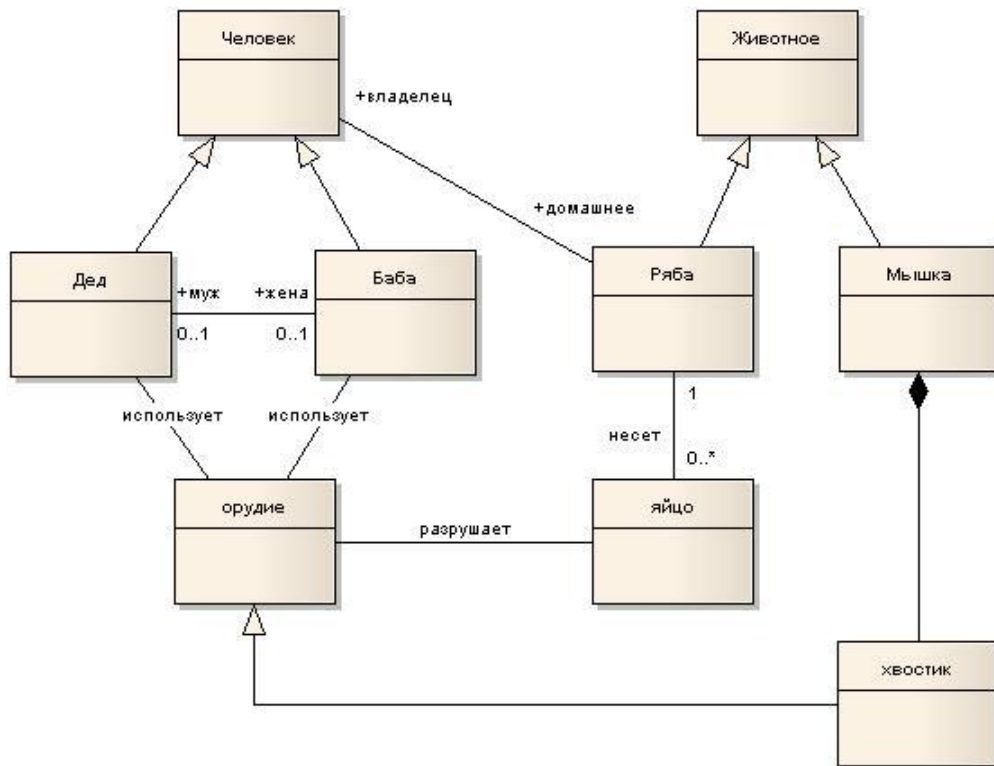 Человек
Животное
+владелец
+домашнее
Дед
Баба
Ряба
Мышка
+муж
+жена
0..1
0..1
использует
использует
1
несет
0..*
орудие
яйцо
разрушает
хвостик